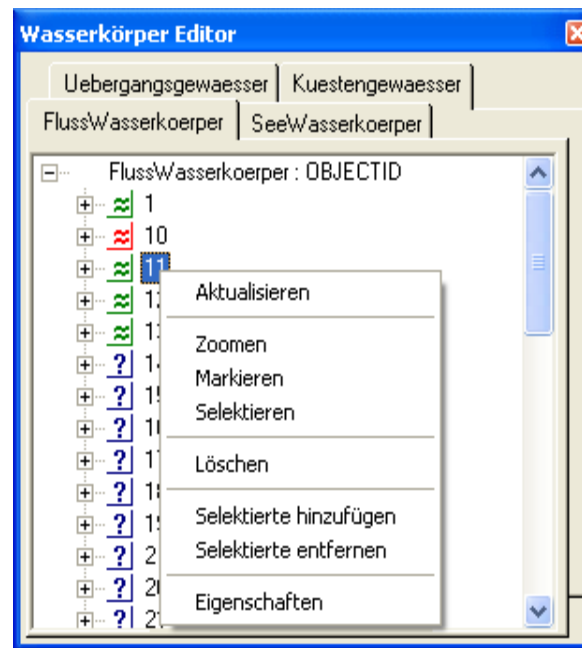 Wasserkörper Editor
Uebergangsgewaesser Kuestengewaesser
FlussWasserkoerper SeeWasserkoerper
FlussWasserkoerper : OBJECTID
1
10
11
Aktualisieren
Zoomen
Markieren
Selektieren
Löschen
Selektierte hinzufügen
Selektierte entfernen
Eigenschaften